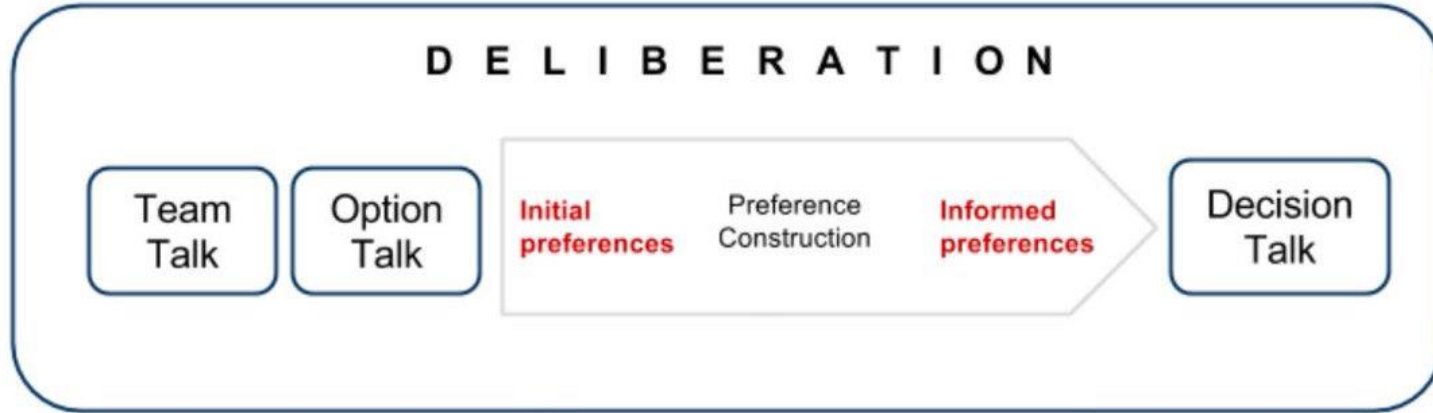 D E L I B E R A T I O N
Team
Talk
Option
Talk
Initial
preferences
Preference
Construction
Informed
preferences
Decision
Talk